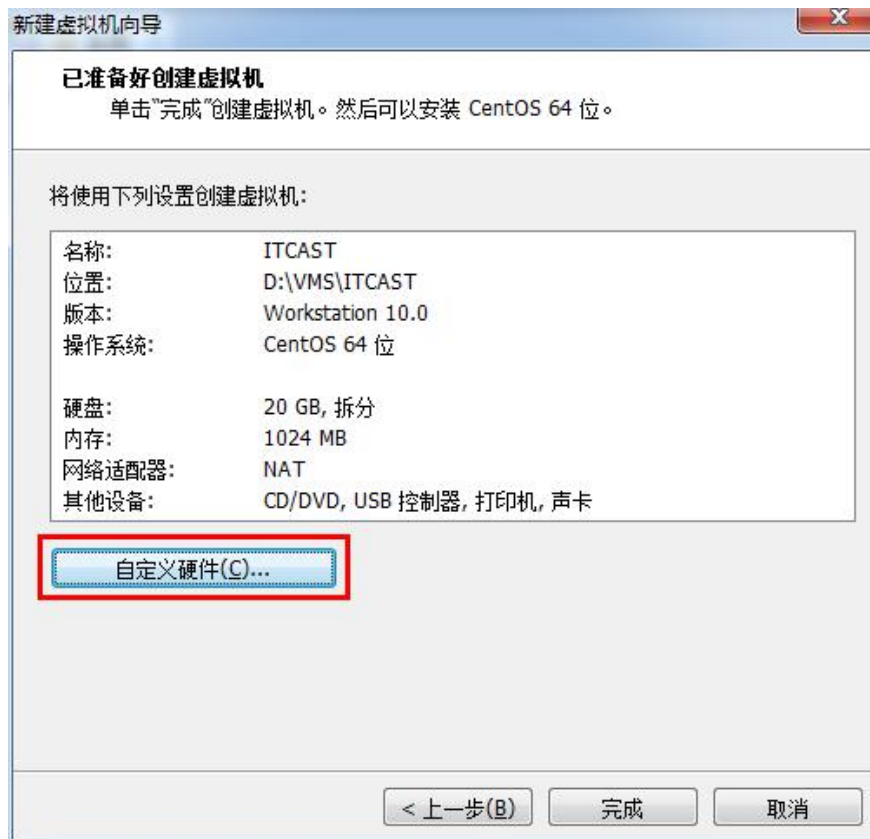 新建虚拟机向导
已准备好创建虚拟机
单击"完成"创建虚拟机。然后可以安装 CentOS 64 位。
将使用下列设置创建虚拟机:
名称: ITCAST
位置: D:\VMS\ITCAST
版本: Workstation 10.0
操作系统: CentOS 64 位
硬盘: 20 GB, 拆分
内存: 1024 MB
网络适配器: NAT
其他设备: CD/DVD, USB 控制器, 打印机, 声卡
自定义硬件(C)...
< 上一步(B) 完成 取消